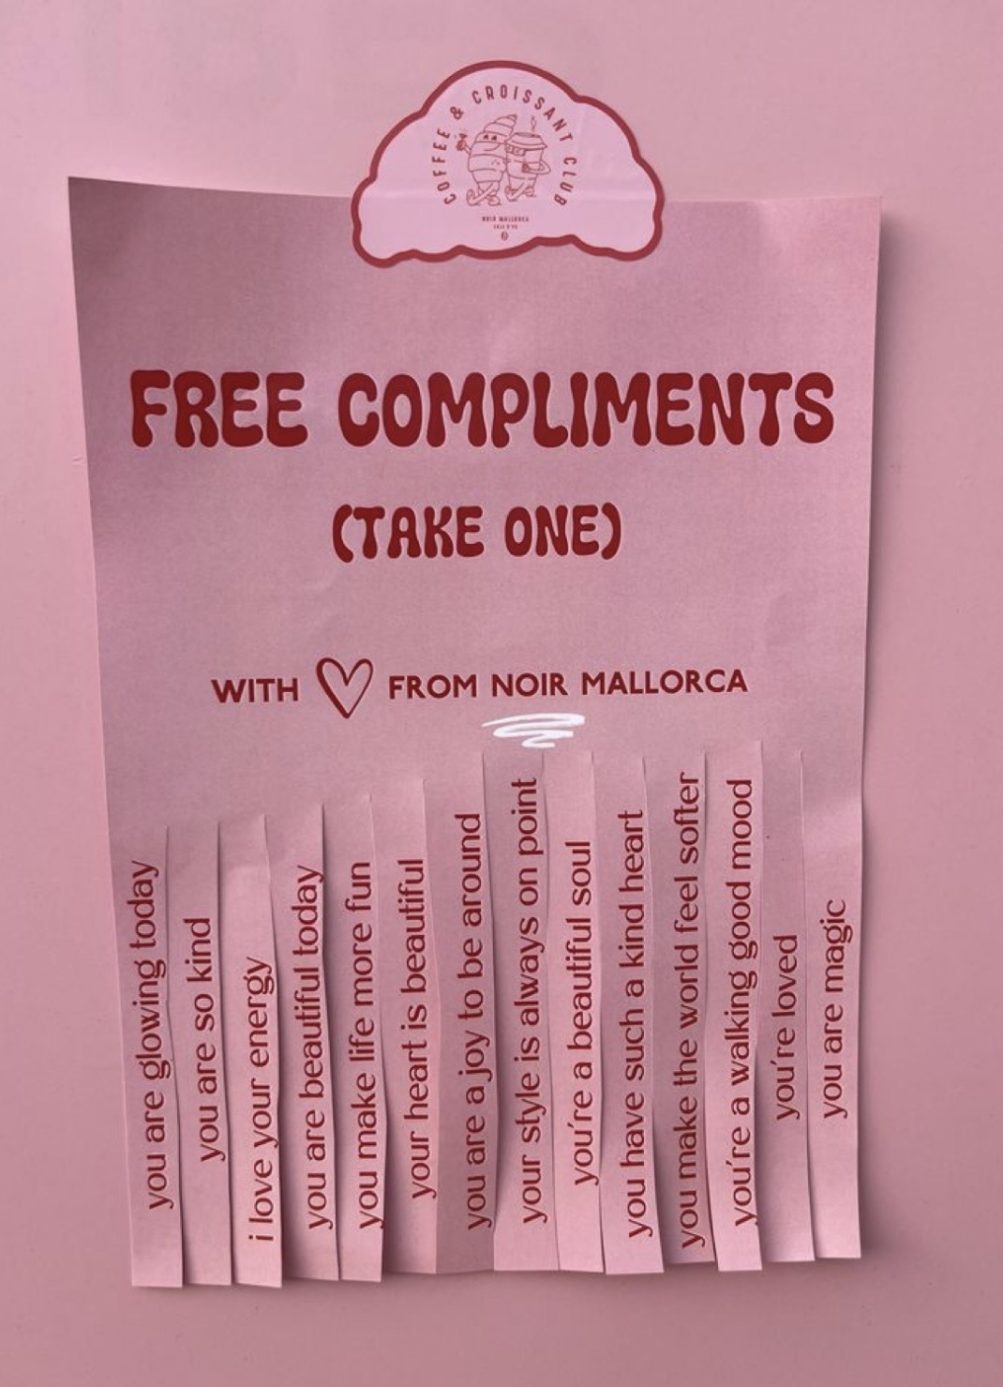 COFFEE & CROISSANT CLUB
NOIR MALLORCA
FREE COMPLIMENTS
(TAKE ONE)
WITH FROM NOIR MALLORCA
you are glowing today
you are so kind
i love your energy
you are beautiful today
you make life more fun
your heart is beautiful
you are a joy to be around
your style is always on point
you're a beautiful soul
you have such a kind heart
you make the world feel softer
you're a walking good mood
you're loved
you are magic